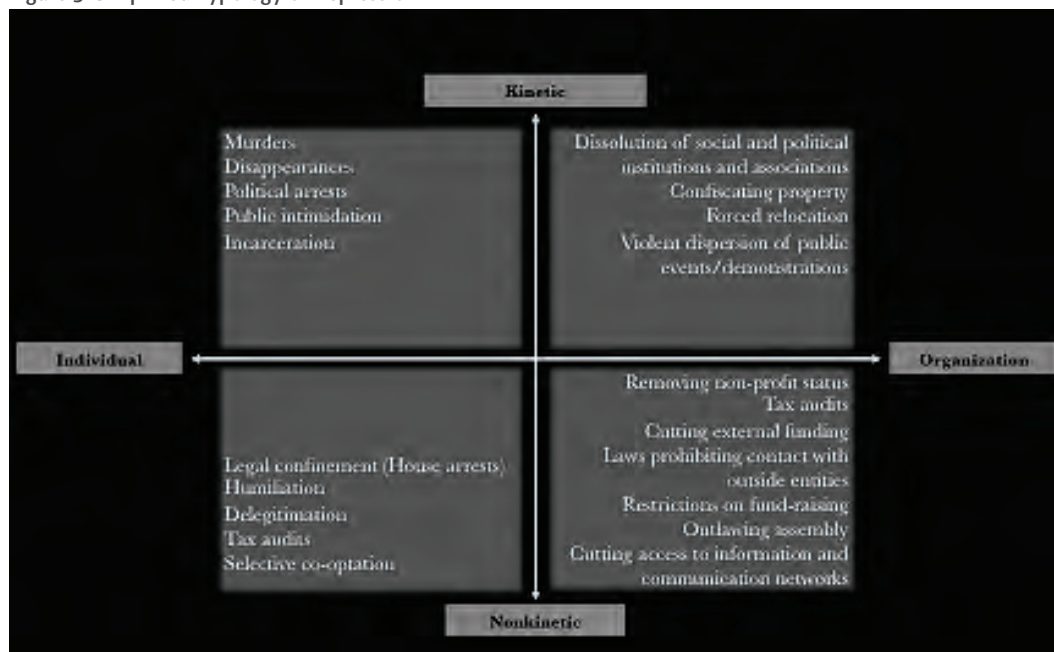 Kinetic
Murders
Disappearances
Political arrests
Public intimidation
Incarceration
Dissolution of social and political
institutions and associations
Confiscating property
Forced relocation
Violent dispersion of public
events/demonstrations
Individual
Organization
Legal confinement (House arrests)
Humiliation
Delegitimation
Tax audits
Selective co-optation
Removing non-profit status
Tax audits
Cutting external funding
Laws prohibiting contact with
outside entities
Restrictions on fund-raising
Outlawing assembly
Cutting access to information and
communication networks
Nonkinetic